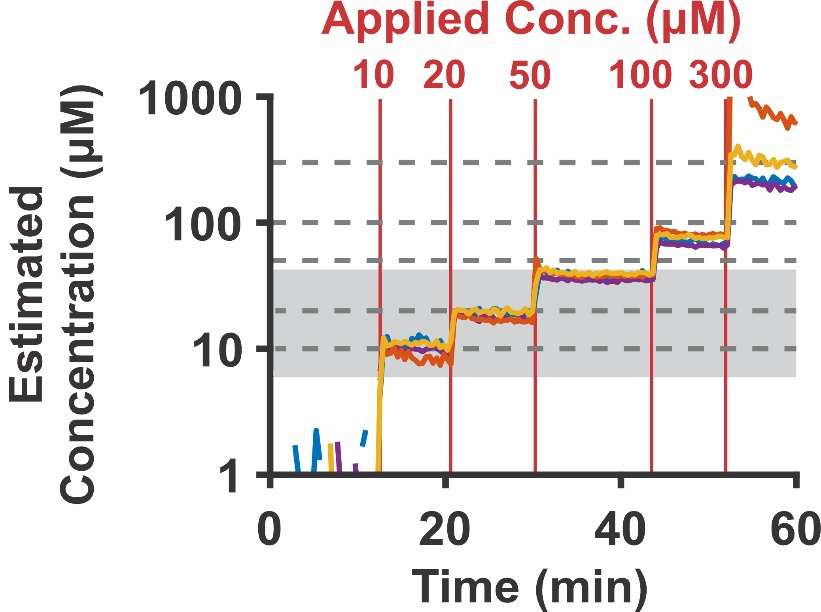 Applied Conc. (µM)
10 20 50 100 300
1000
100
10
1
Estimated
Concentration (µM)
0 20 40 60
Time (min)